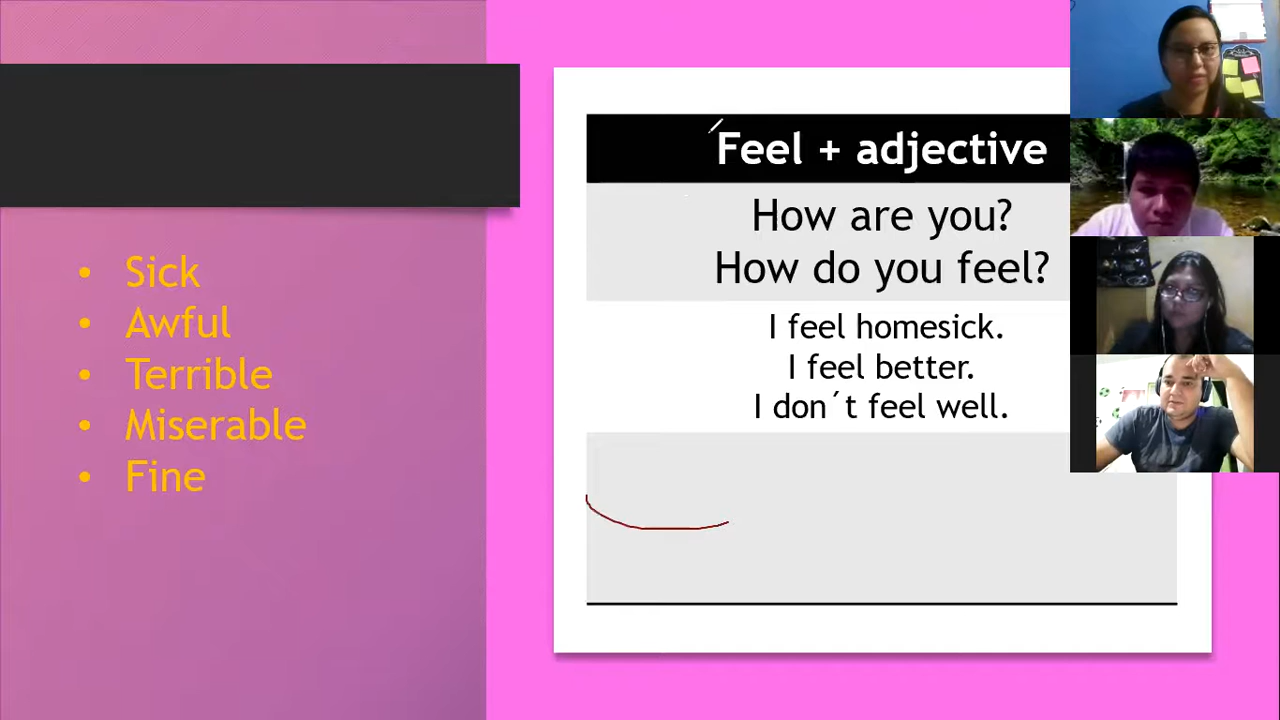 Sick
Awful
Terrible
Miserable
Fine
Feel + adjective
How are you?
How do you feel?
I feel homesick.
I feel better.
I don´t feel well.